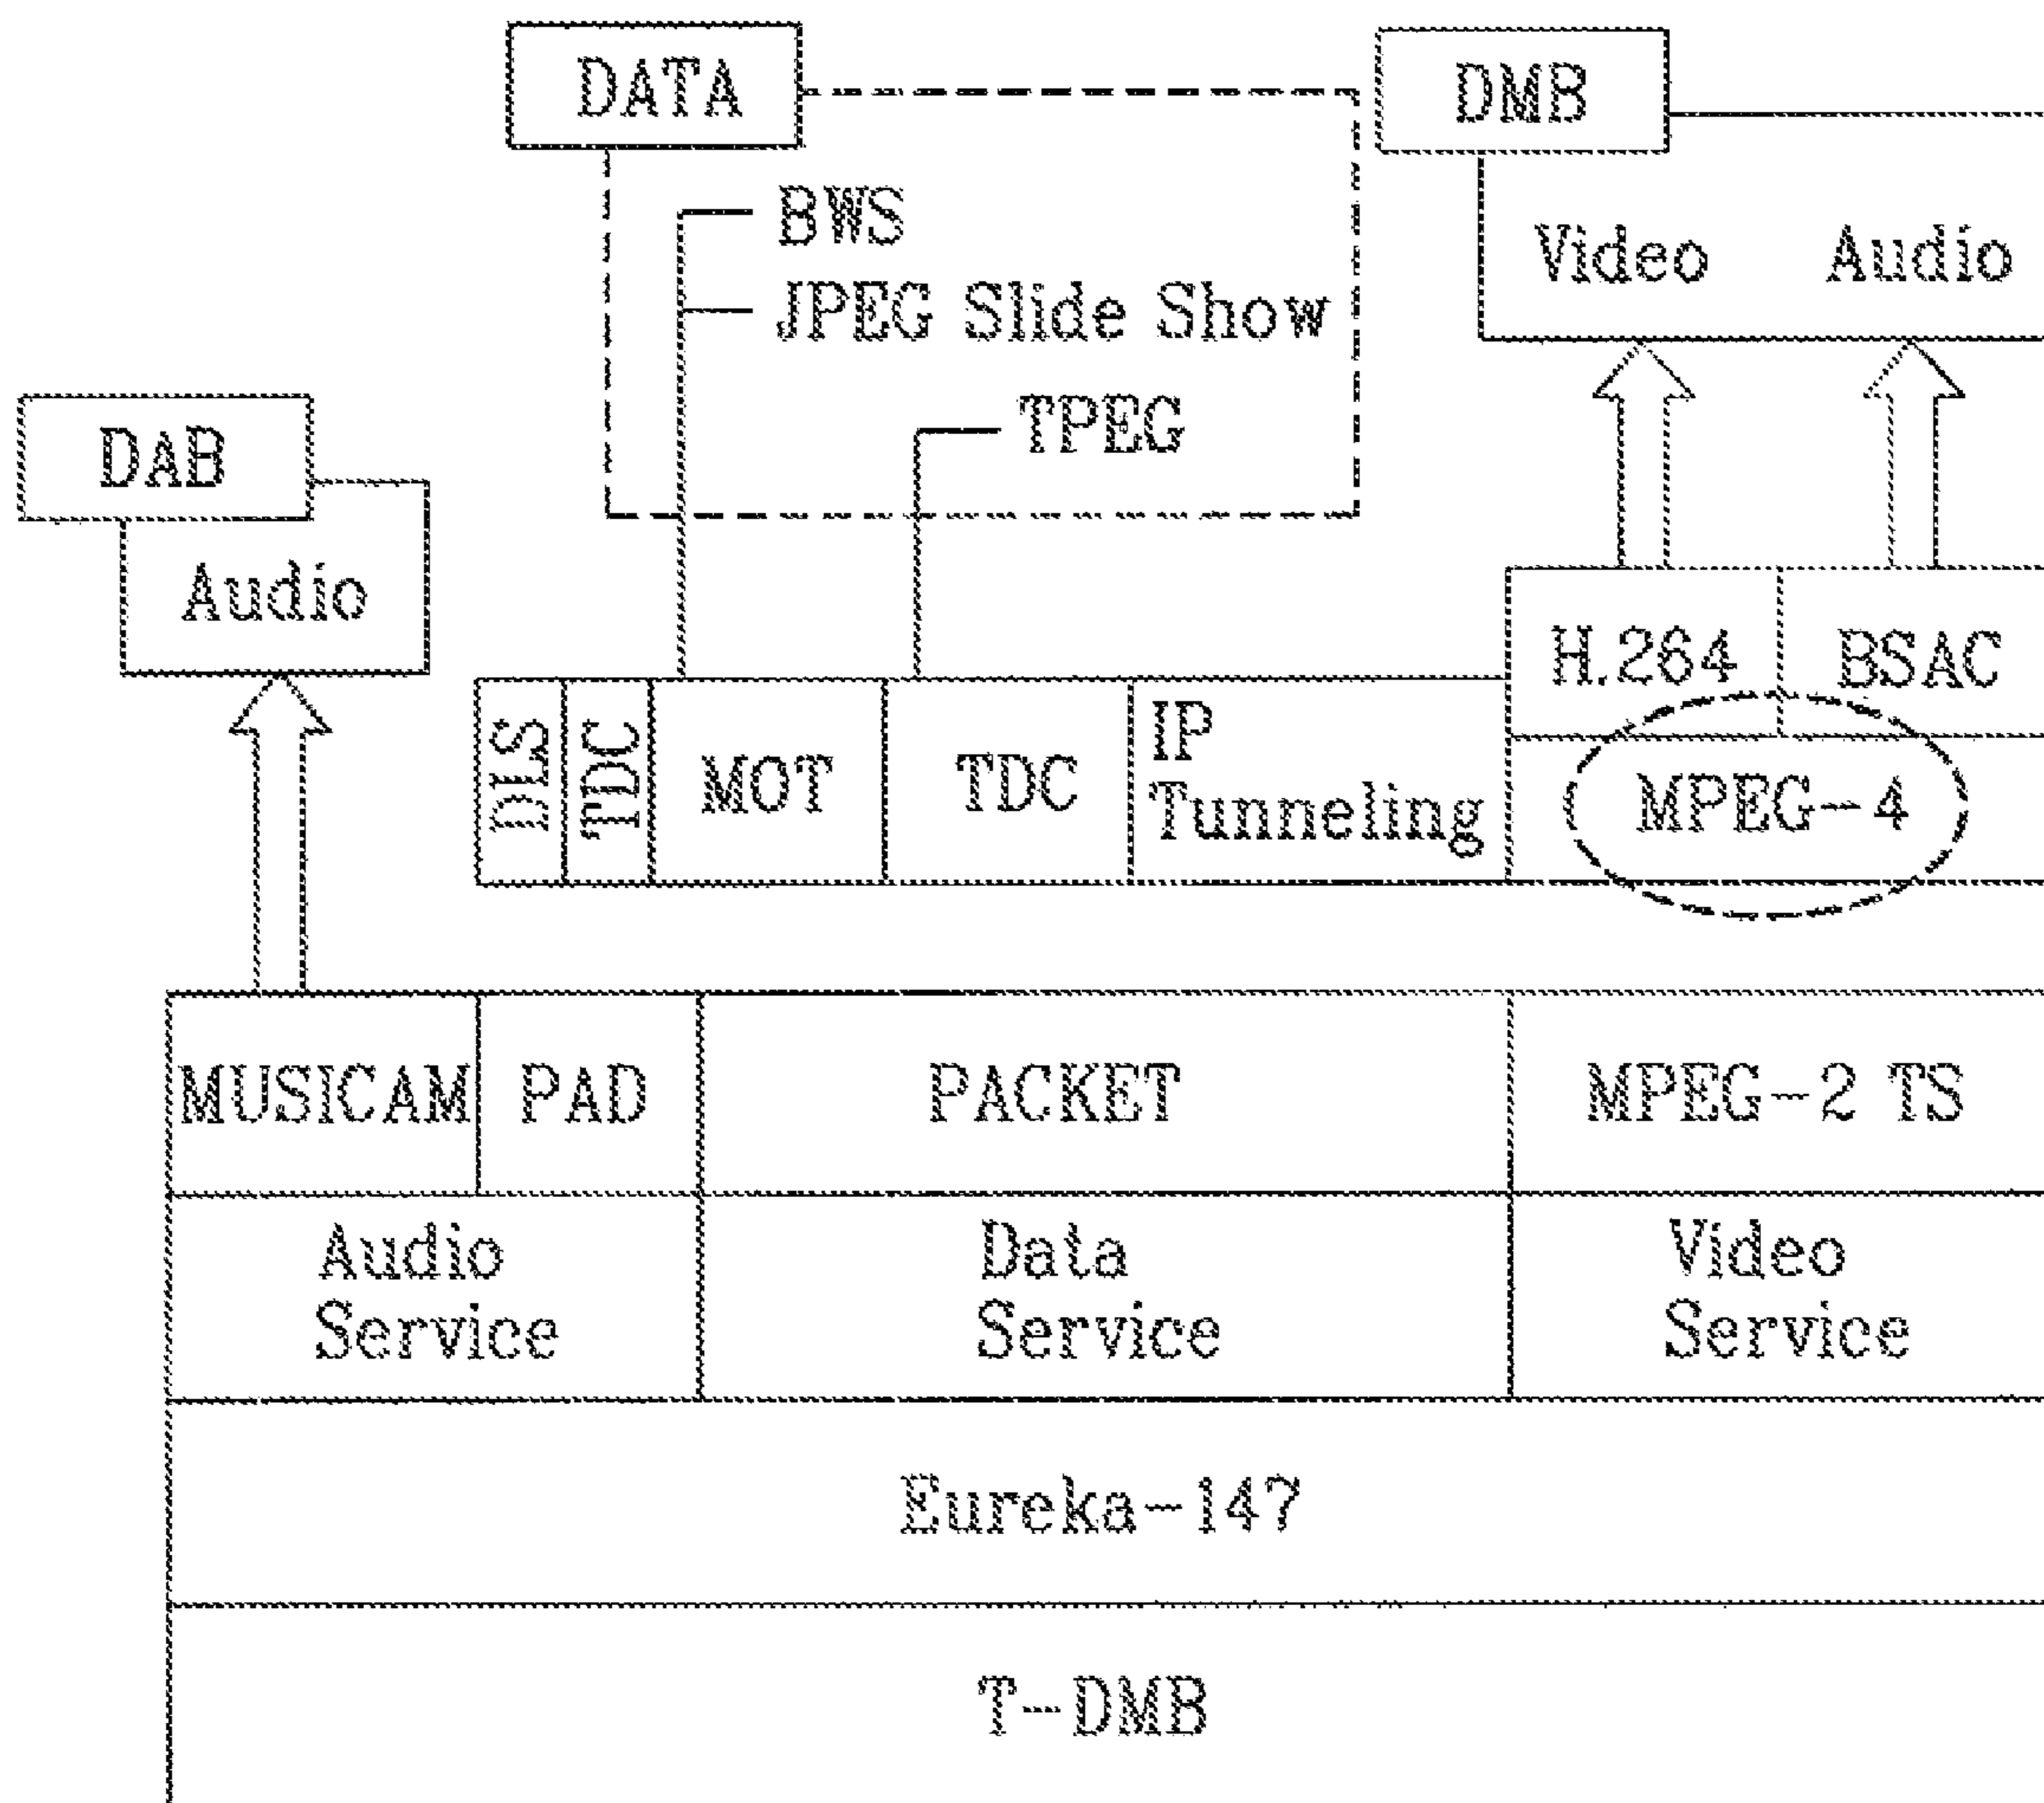 DATA
DMB
BWS
Video Audio
JPEG Slide Show
TPEG
DAB
Audio
H.264 BSAC
DLS TDC MOT TDC IP
Tunneling
MPEG-4
MUSICAM PAD PACKET MPEG-2 TS
Audio
Service
Data
Service
Video
Service
Eureka-147
T-DMB